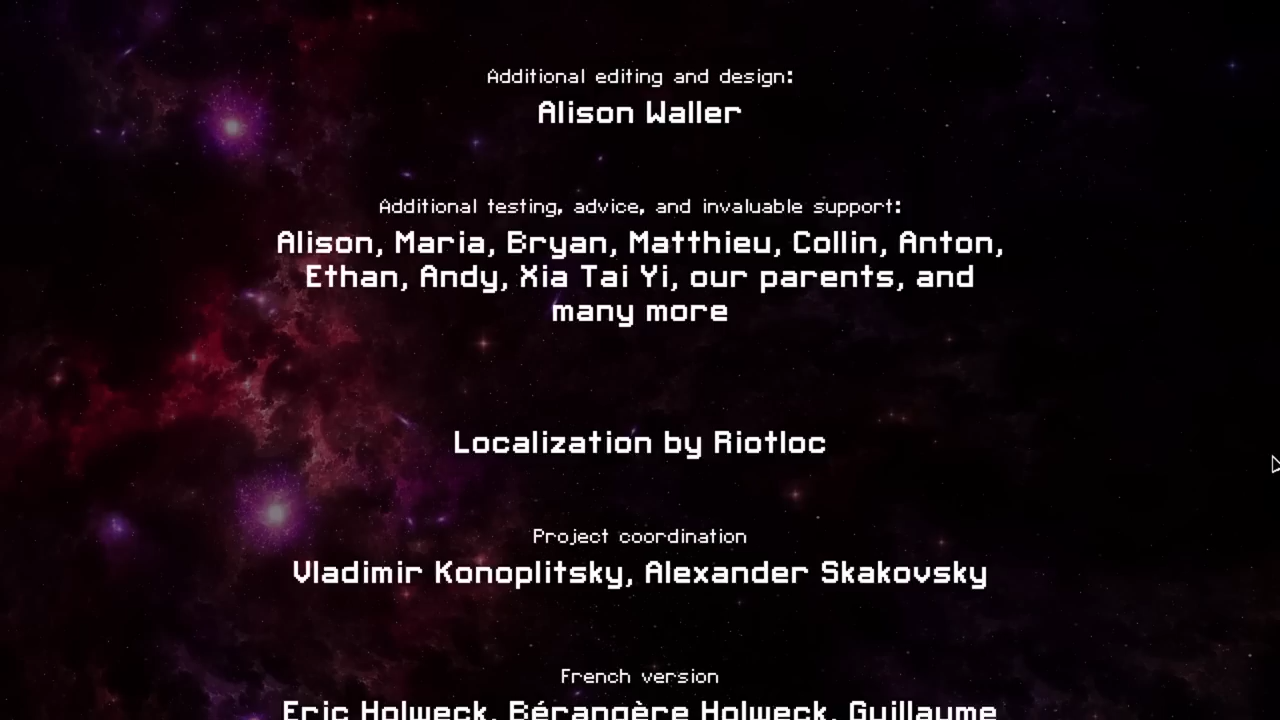 Additional editing and design:
Alison Waller
Additional testing, advice, and invaluable support:
Alison, Maria, Bryan, Matthieu, Collin, Anton,
Ethan, Andy, Xia Tai Yi, our parents, and
many more
Localization by Riotloc
Project coordination
Vladimir Konoplitsky, Alexander Skakovsky
French version
Eric Holweck, Bérangère Holweck, Guillaume